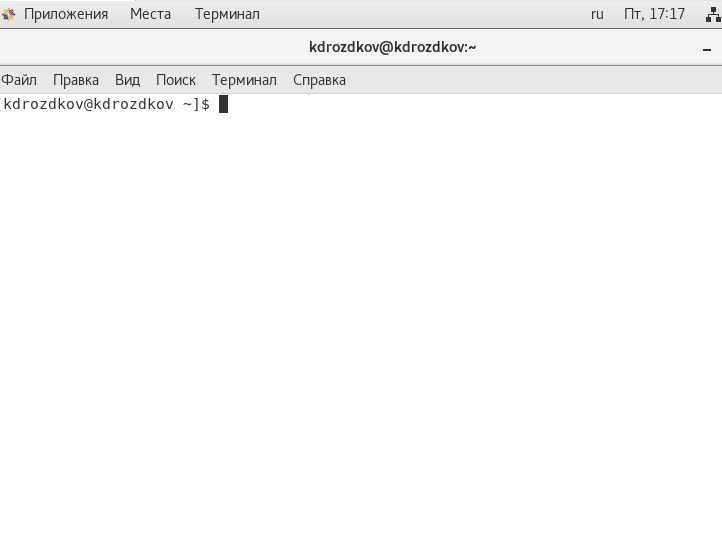 Приложения Места Терминал ru Пт, 17:17
kdrozdkov@kdrozdkov:~
Файл Правка Вид Поиск Терминал Справка
[kdrozdkov@kdrozdkov ~]$